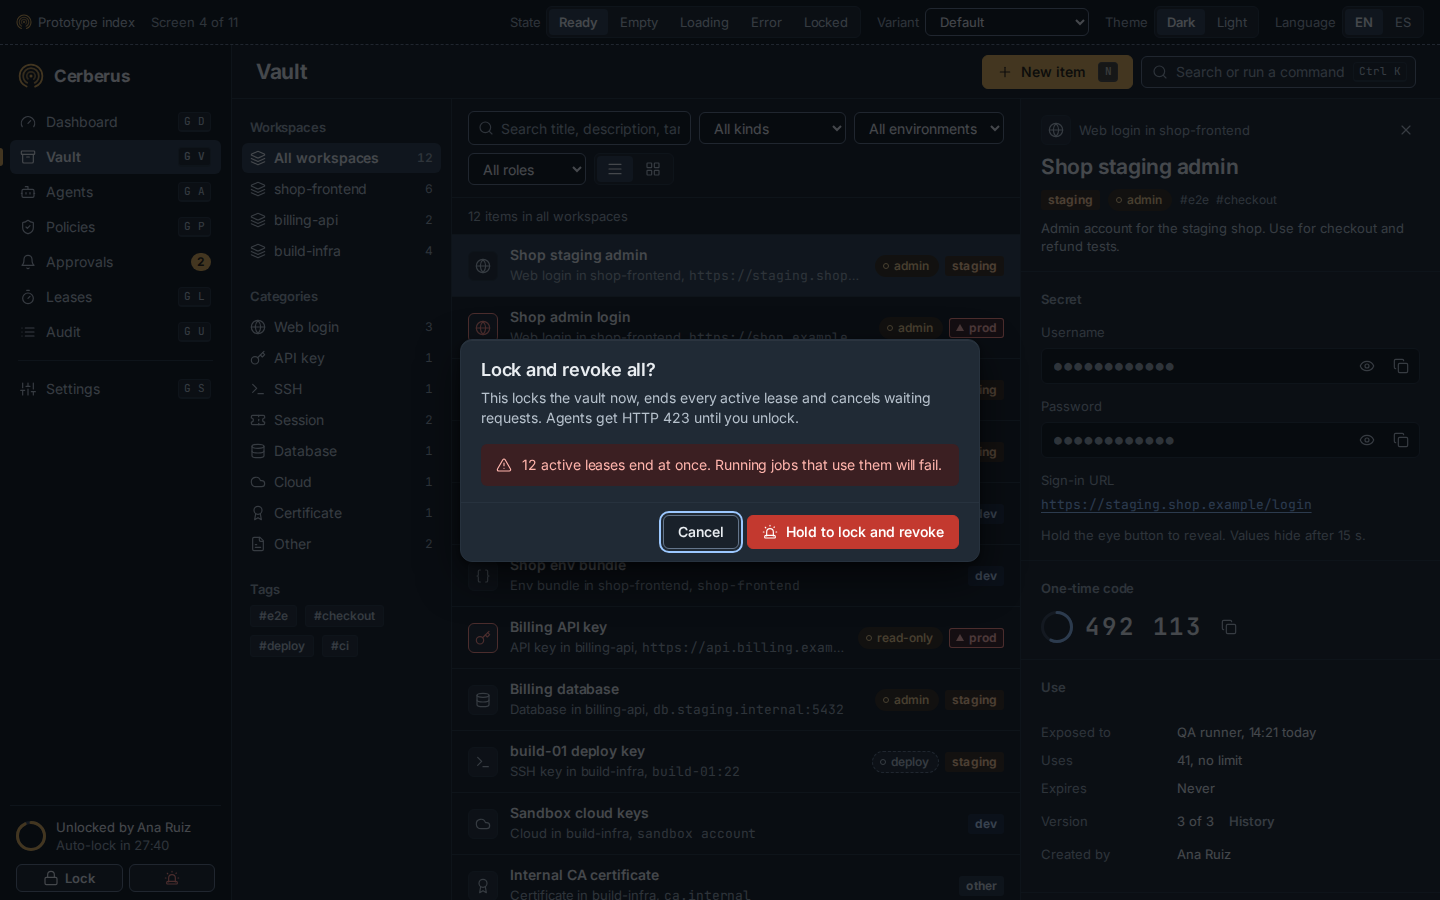 Prototype index
Screen 4 of 11
State
Ready
Empty
Loading
Error
Locked
Variant
Default
Theme
Dark
Light
Language
EN
ES
Cerberus
Dashboard
G D
Vault
G V
Agents
G A
Policies
G P
Approvals
2
Leases
G L
Audit
G U
Settings
G S
Unlocked by Ana Ruiz
Auto-lock in 27:40
Lock
Vault
New item
N
Search or run a command
Ctrl K
Workspaces
All workspaces
12
shop-frontend
6
billing-api
2
build-infra
4
Categories
Web login
3
API key
1
SSH
1
Session
2
Database
1
Cloud
1
Certificate
1
Other
2
Tags
#e2e
#checkout
#deploy
#ci
Search title, description, tar
All kinds
All environments
All roles
12 items in all workspaces
Shop staging admin
Web login in shop-frontend, https://staging.shop…
admin
staging
Shop admin login
Web login in shop-frontend, https://shop.example
admin
prod
Lock and revoke all?
This locks the vault now, ends every active lease and cancels waiting
requests. Agents get HTTP 423 until you unlock.
12 active leases end at once. Running jobs that use them will fail.
Cancel
Hold to lock and revoke
Shop env bundle
Env bundle in shop-frontend, shop-frontend
dev
Billing API key
API key in billing-api, https://api.billing.exam…
read-only
prod
Billing database
Database in billing-api, db.staging.internal:5432
admin
staging
build-01 deploy key
SSH key in build-infra, build-01:22
deploy
staging
Sandbox cloud keys
Cloud in build-infra, sandbox account
dev
Internal CA certificate
Certificate in build-infra, ca.internal
other
Web login in shop-frontend
Shop staging admin
staging
admin
#e2e #checkout
Admin account for the staging shop. Use for checkout and
refund tests.
Secret
Username
Password
Sign-in URL
https://staging.shop.example/login
Hold the eye button to reveal. Values hide after 15 s.
One-time code
492 113
Use
Exposed to
QA runner, 14:21 today
Uses
41, no limit
Expires
Never
Version
3 of 3
History
Created by
Ana Ruiz